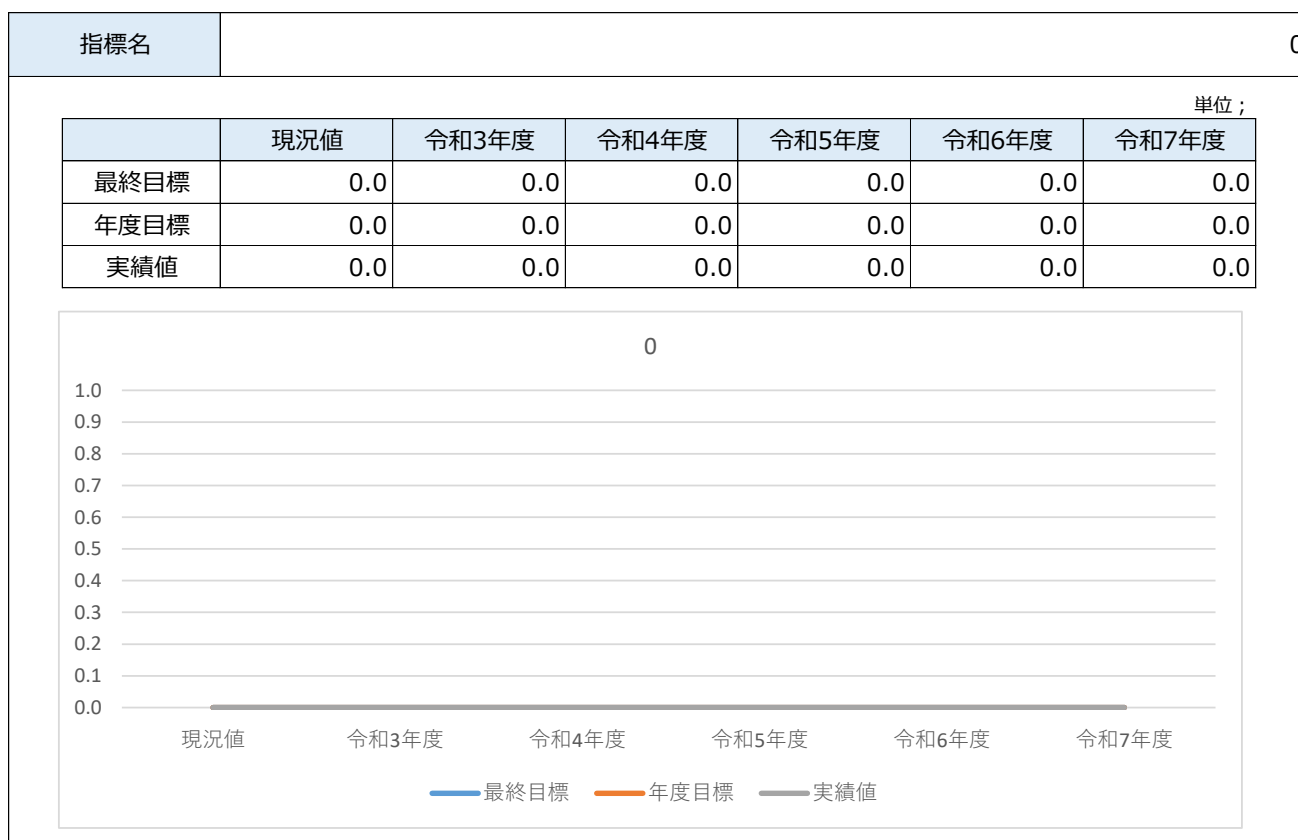 指標名 0
単位；
現況値 令和3年度 令和4年度 令和5年度 令和6年度 令和7年度
最終目標 0.0 0.0 0.0 0.0 0.0 0.0
年度目標 0.0 0.0 0.0 0.0 0.0 0.0
実績値 0.0 0.0 0.0 0.0 0.0 0.0
0
1.0
0.9
0.8
0.7
0.6
0.5
0.4
0.3
0.2
0.1
0.0
現況値 令和3年度 令和4年度 令和5年度 令和6年度 令和7年度
最終目標 年度目標 実績値